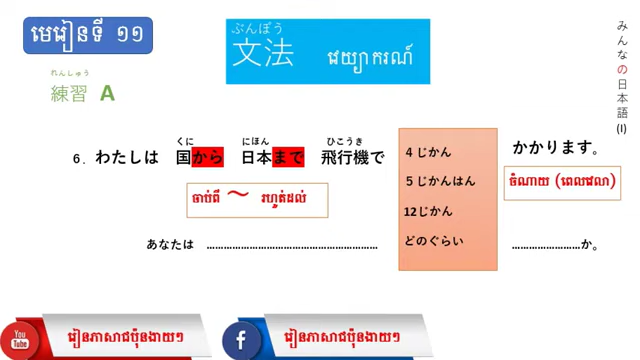 មេរៀនទី ១១
ぶんぽう
文法 វេយ្យាករណ៍
れんしゅう
練習 A
みんなの日本語(I)
くに にほん ひこうき
6. わたしは 国から 日本まで 飛行機で
4じかん
5じかんはん
12じかん
どのぐらい
かかります。
ចាប់ពី ~ រហូតដល់
ចំណាយ (ពេលវេលា)
あなたは ............................................................ ........................か。
You Tube
រៀនភាសាជប៉ុនងាយៗ
f
រៀនភាសាជប៉ុនងាយៗ